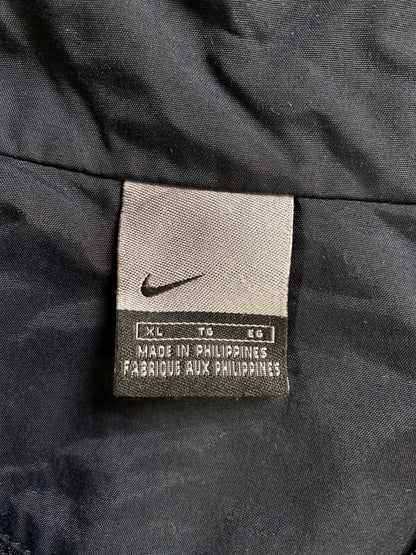 XL TG EG
MADE IN PHILIPPINES
FABRIQUE AUX PHILIPPINES